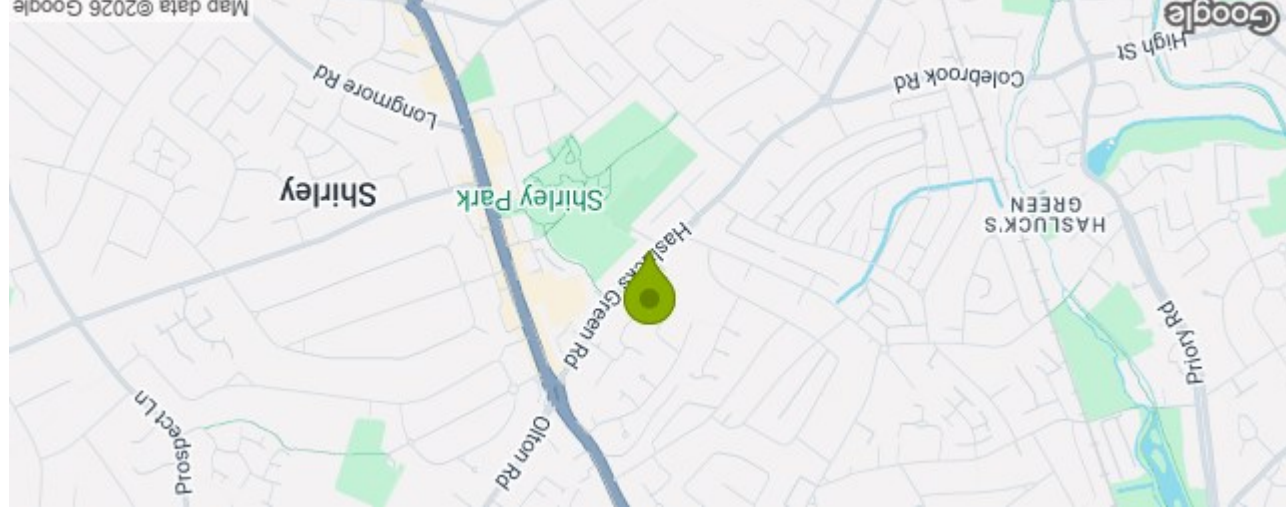 Olton Rd
Prospect Ln
Priory Rd
Haslucks Green Rd
HASLUCK'S
GREEN
Shirley Park
Shirley
Longmore Rd
Colebrook Rd
High St
Google
Map data ©2026 Google